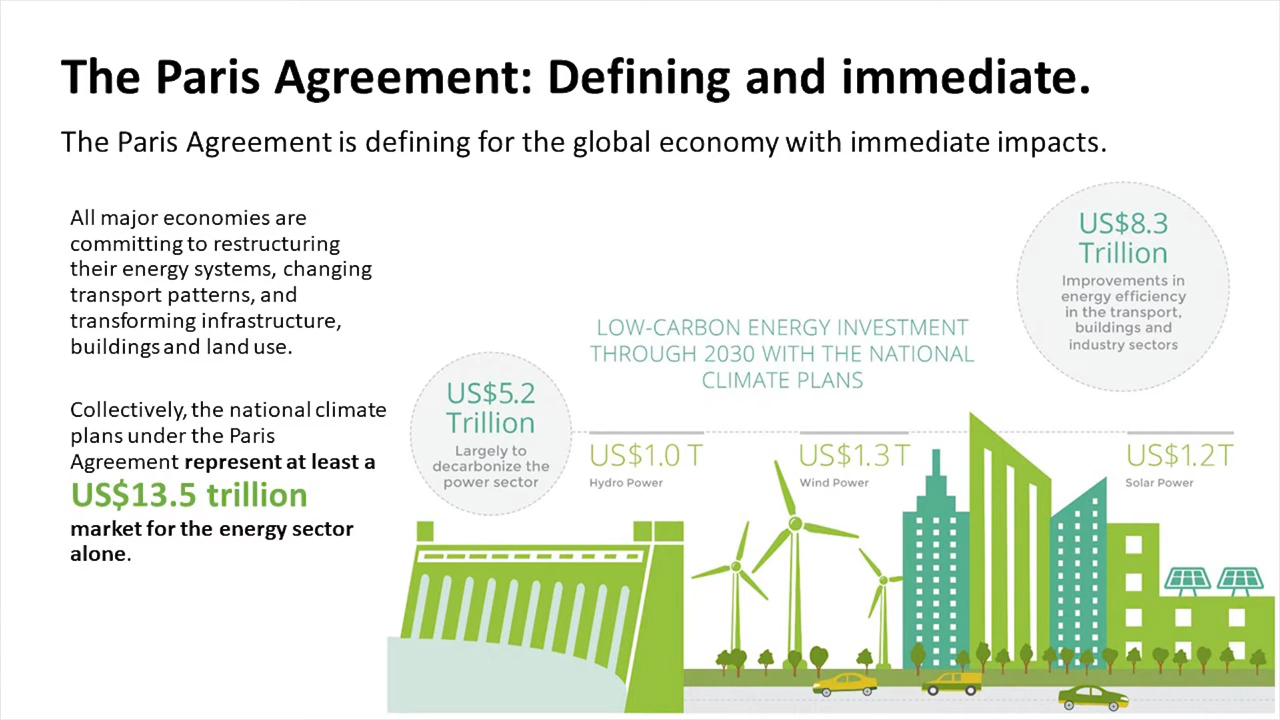 The Paris Agreement: Defining and immediate.
The Paris Agreement is defining for the global economy with immediate impacts.
All major economies are
committing to restructuring
their energy systems, changing
transport patterns, and
transforming infrastructure,
buildings and land use.
Collectively, the national climate
plans under the Paris
Agreement represent at least a
US$13.5 trillion
market for the energy sector
alone.
US$5.2
Trillion
Largely to
decarbonize the
power sector
LOW-CARBON ENERGY INVESTMENT
THROUGH 2030 WITH THE NATIONAL
CLIMATE PLANS
US$8.3
Trillion
Improvements in
energy efficiency
in the transport,
buildings and
industry sectors
US$1.0 T
Hydro Power
US$1.3T
Wind Power
US$1.2T
Solar Power